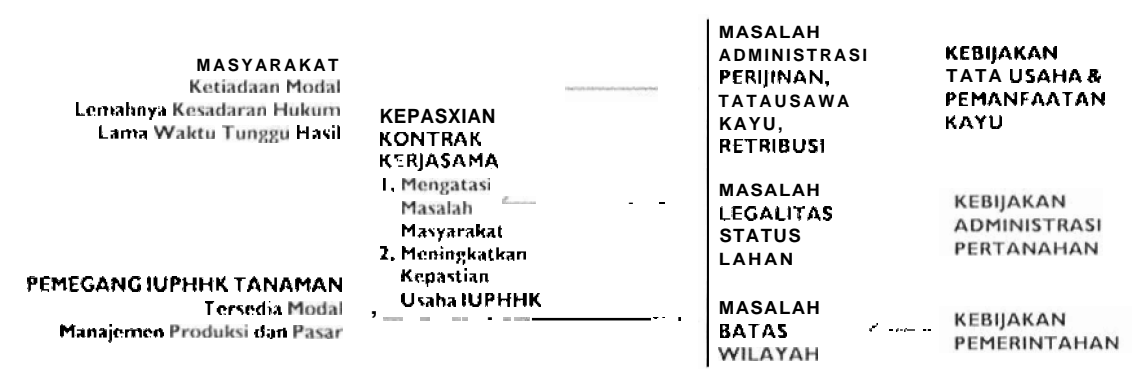 MASYARAKAT
Ketiadaan Modal
Lemahnya Kesadaran Hukum
Lama Waktu Tunggu Hasil
PEMEGANG IUPHHK TANAMAN
Tersedia Modal
Manajemen Produksi dan Pasar
KEPASXIAN
KONTRAK
KERJASAMA
1. Mengatasi
Masalah
Masyarakat
2. Meningkatkan
Kepastian
Usaha IUPHHK
MASALAH
ADMINISTRASI
PERIJINAN,
TATAUSAWA
KAYU,
RETRIBUSI
MASALAH
LEGALITAS
STATUS
LAHAN
MASALAH
BATAS
WILAYAH
KEBIJAKAN
TATA USAHA &
PEMANFAATAN
KAYU
KEBIJAKAN
ADMINISTRASI
PERTANAHAN
KEBIJAKAN
PEMERINTAHAN